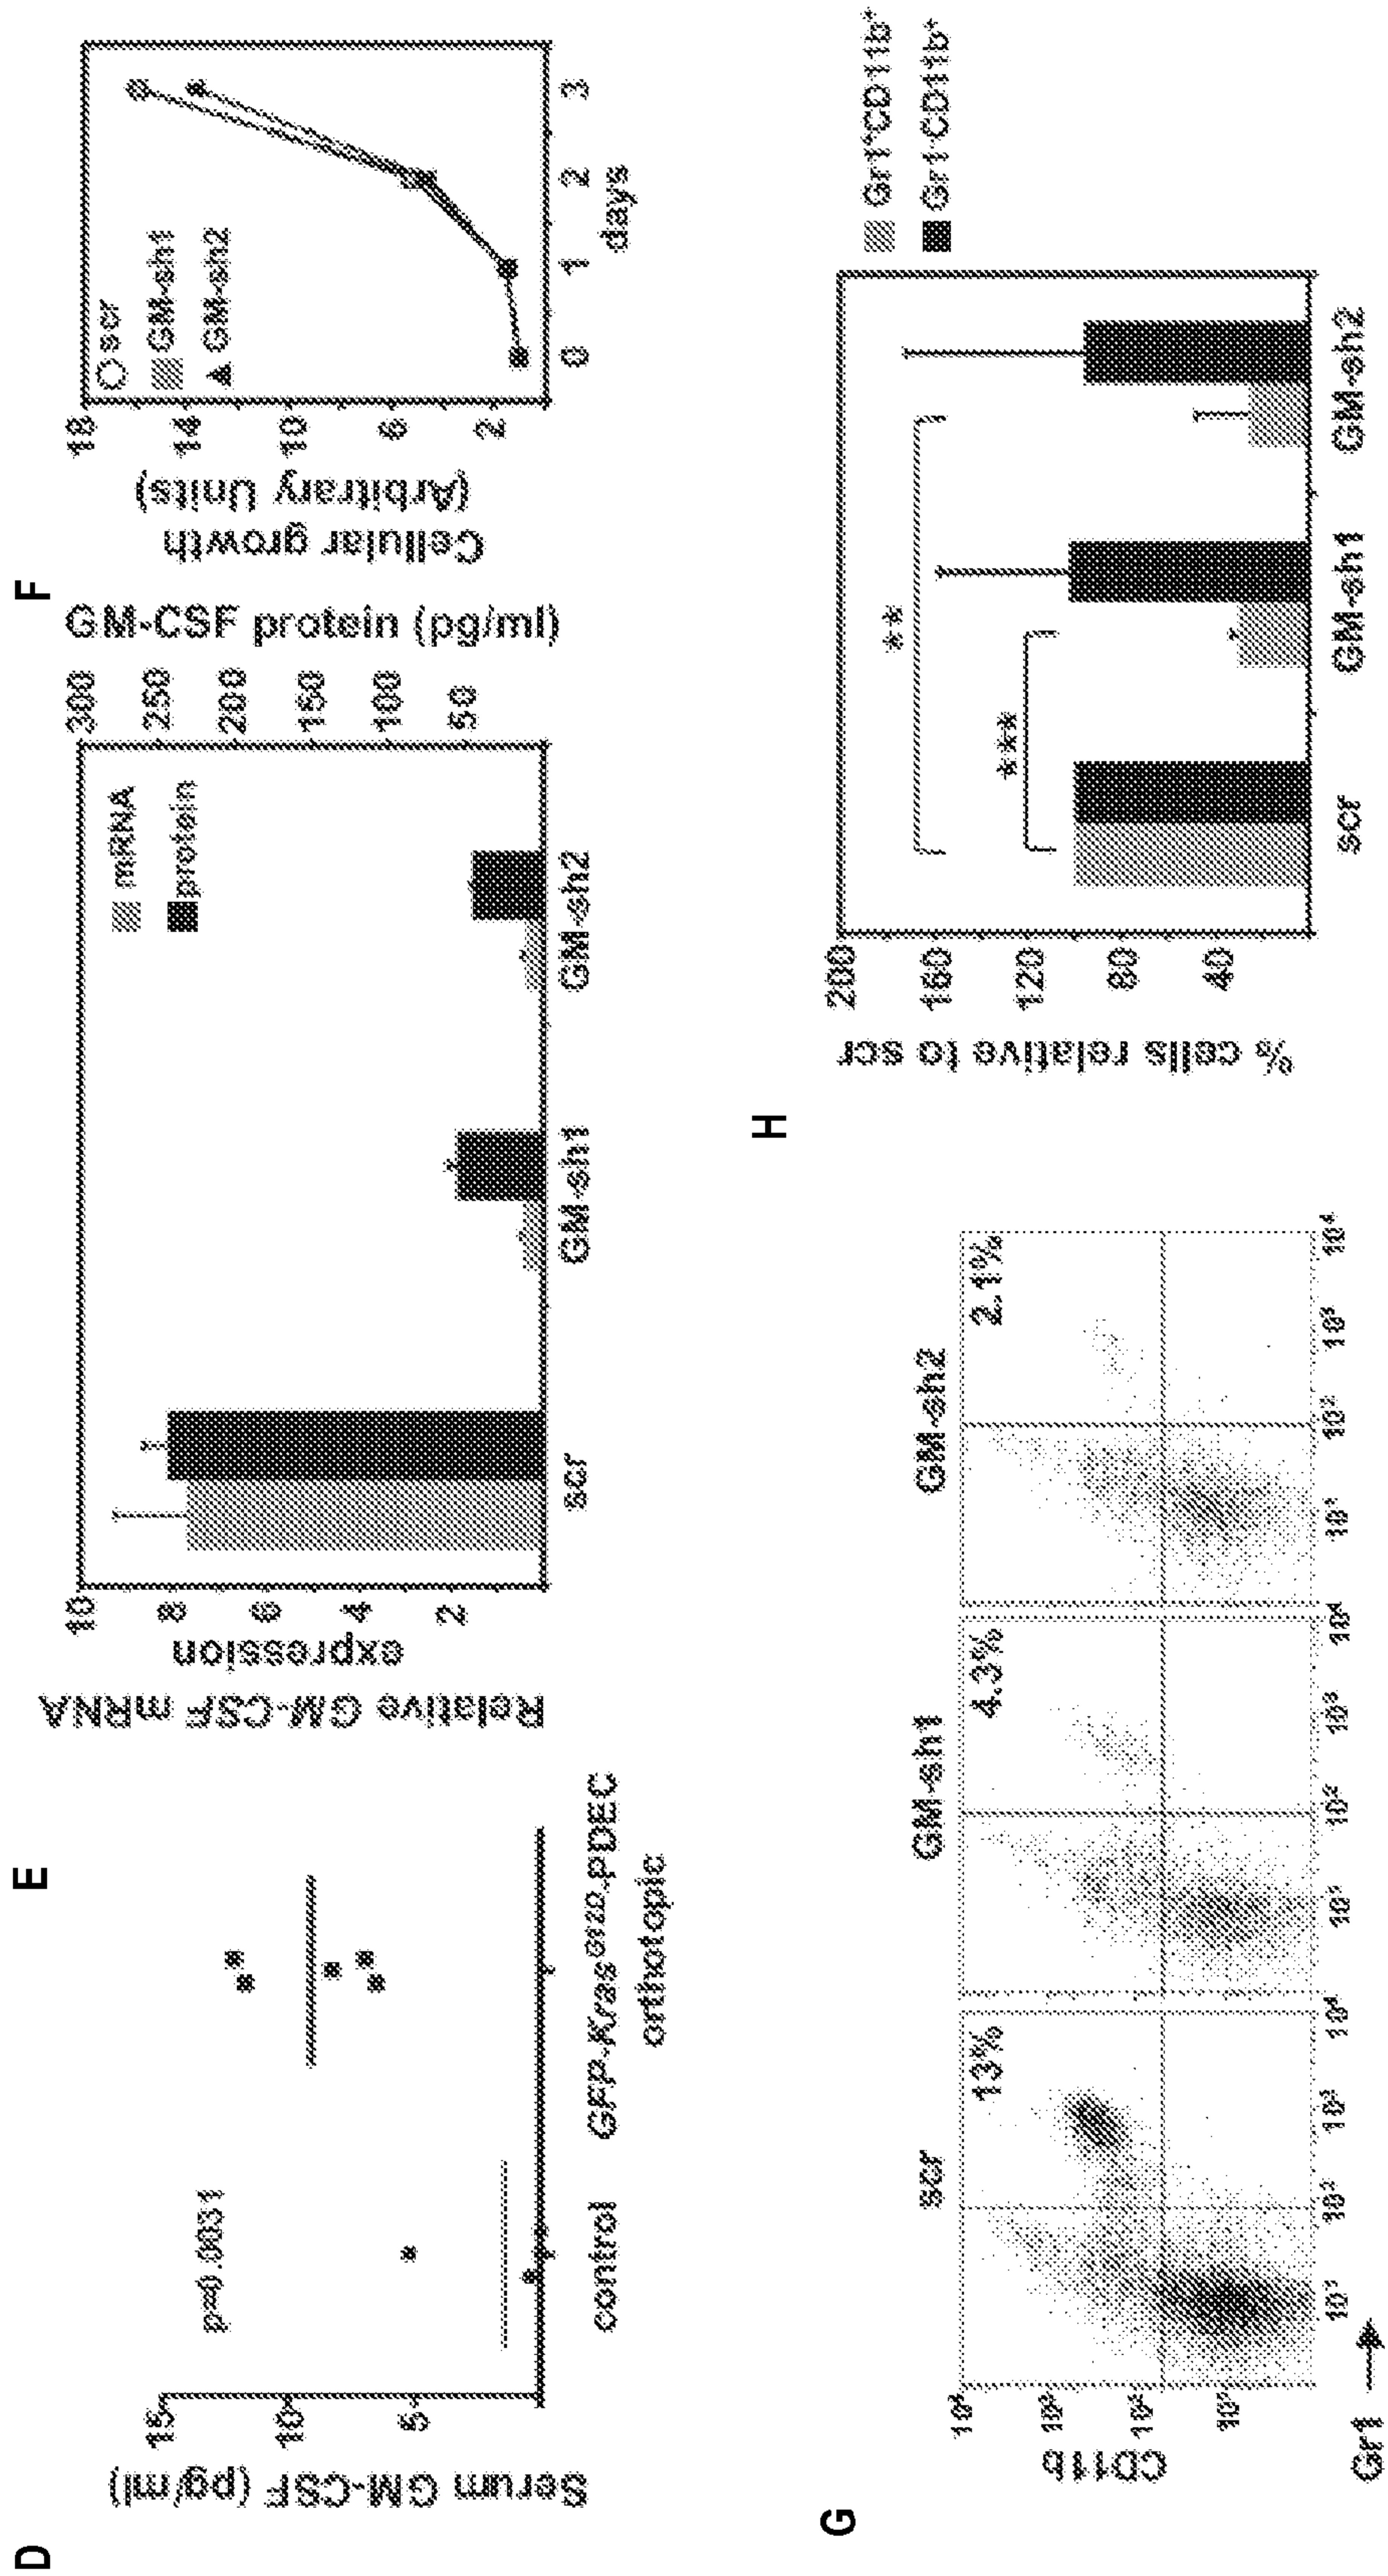 D
Serum GM-CSF (pg/ml)
15
10
5
p=0.0031
control
GFP-KrasG12D-PDEC
orthotopic
E
Relative GM-CSF mRNA
expression
10
8
6
4
2
mRNA
protein
scr
GM-sh1
GM-sh2
300
250
200
150
100
50
GM-CSF protein (pg/ml)
F
Cellular growth
(Arbitrary Units)
18
14
10
6
2
scr
GM-sh1
GM-sh2
0 1 2 3
days
G
CD11b
scr
GM-sh1
GM-sh2
13%
4.3%
2.1%
Gr1
H
% cells relative to scr
200
160
120
80
40
**
***
scr
GM-sh1
GM-sh2
Gr1+CD11b+
Gr1-CD11b+